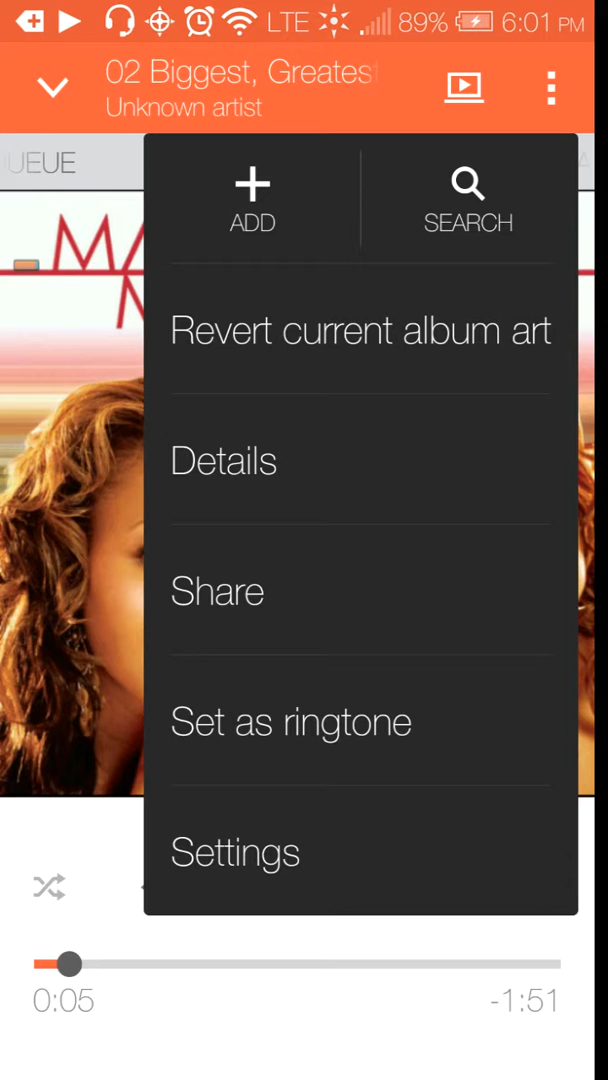 LTE 89% 6:01 PM
02 Biggest, Greates
Unknown artist
UEUE
ADD
SEARCH
Revert current album art
Details
Share
Set as ringtone
Settings
0:05
-1:51